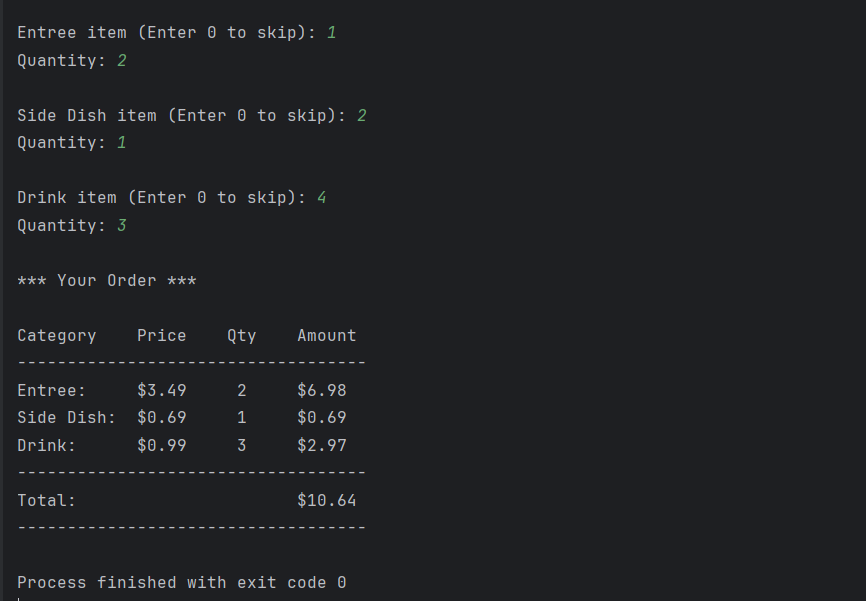 Entree item (Enter 0 to skip): 1
Quantity: 2
Side Dish item (Enter 0 to skip): 2
Quantity: 1
Drink item (Enter 0 to skip): 4
Quantity: 3
*** Your Order ***
Category    Price    Qty    Amount
-----------------------------------
Entree:     $3.49     2     $6.98
Side Dish:  $0.69     1     $0.69
Drink:      $0.99     3     $2.97
-----------------------------------
Total:                      $10.64
-----------------------------------
Process finished with exit code 0